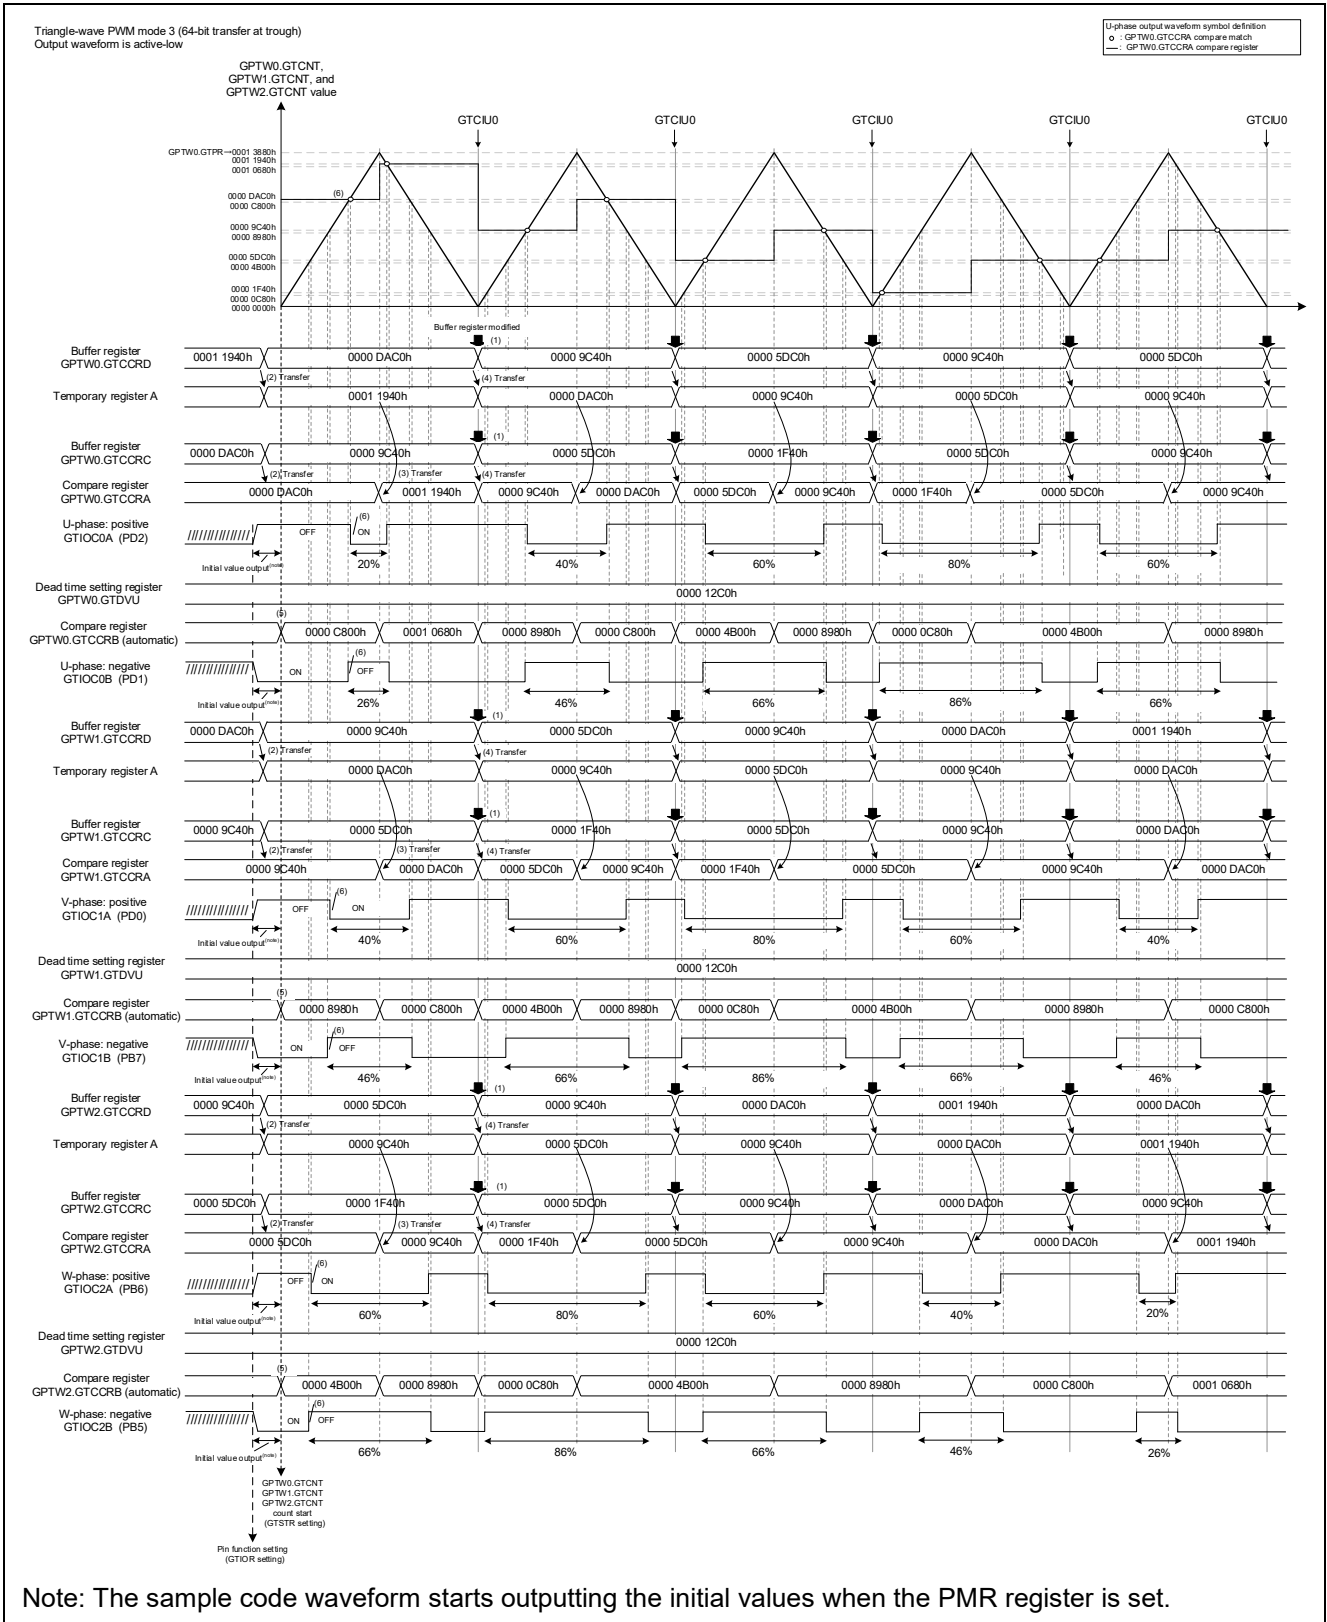 Triangle-wave PWM mode 3 (64-bit transfer at trough)
Output waveform is active-low
U-phase output waveform symbol definition
: GPTW0.GTCCRA compare match
: GPTW0.GTCCRA compare register
GPTW0.GTCNT,
GPTW1.GTCNT, and
GPTW2.GTCNT value
GTCIU0 GTCIU0 GTCIU0 GTCIU0 GTCIU0
GPTW0.GTPR→0001 3880h
0001 1940h
0001 0680h
0000 DAC0h (6)
0000 C800h
0000 9C40h
0000 8980h
0000 5DC0h
0000 4B00h
0000 1F40h
0000 0C80h
0000 0000h
Buffer register modified
(1)
Buffer register
GPTW0.GTCCRD
0001 1940h 0000 DAC0h 0000 9C40h 0000 5DC0h 0000 9C40h 0000 5DC0h
(2) Transfer (4) Transfer
Temporary register A 0001 1940h 0000 DAC0h 0000 9C40h 0000 5DC0h 0000 9C40h
(1)
Buffer register
GPTW0.GTCCRC
0000 DAC0h 0000 9C40h 0000 5DC0h 0000 1F40h 0000 5DC0h 0000 9C40h
(2) Transfer (3) Transfer (4) Transfer
Compare register
GPTW0.GTCCRA
0000 DAC0h 0001 1940h 0000 9C40h 0000 DAC0h 0000 5DC0h 0000 9C40h 0000 1F40h 0000 5DC0h 0000 9C40h
U-phase: positive
GTIOC0A (PD2)
OFF (6) ON
Initial value output(note)
20% 40% 60% 80% 60%
Dead time setting register
GPTW0.GTDVU
0000 12C0h
(5)
Compare register
GPTW0.GTCCRB (automatic)
0000 C800h 0001 0680h 0000 8980h 0000 C800h 0000 4B00h 0000 8980h 0000 0C80h 0000 4B00h 0000 8980h
U-phase: negative
GTIOC0B (PD1)
ON (6) OFF
Initial value output(note)
26% 46% 66% 86% 66%
(1)
Buffer register
GPTW1.GTCCRD
0000 DAC0h 0000 9C40h 0000 5DC0h 0000 9C40h 0000 DAC0h 0001 1940h
(2) Transfer (4) Transfer
Temporary register A 0000 DAC0h 0000 9C40h 0000 5DC0h 0000 9C40h 0000 DAC0h
(1)
Buffer register
GPTW1.GTCCRC
0000 9C40h 0000 5DC0h 0000 1F40h 0000 5DC0h 0000 9C40h 0000 DAC0h
(2) Transfer (3) Transfer (4) Transfer
Compare register
GPTW1.GTCCRA
0000 9C40h 0000 DAC0h 0000 5DC0h 0000 9C40h 0000 1F40h 0000 5DC0h 0000 9C40h 0000 DAC0h
V-phase: positive
GTIOC1A (PD0)
OFF (6) ON
Initial value output(note)
40% 60% 80% 60% 40%
Dead time setting register
GPTW1.GTDVU
0000 12C0h
(5)
Compare register
GPTW1.GTCCRB (automatic)
0000 8980h 0000 C800h 0000 4B00h 0000 8980h 0000 0C80h 0000 4B00h 0000 8980h 0000 C800h
V-phase: negative
GTIOC1B (PB7)
ON (6) OFF
Initial value output(note)
46% 66% 86% 66% 46%
(1)
Buffer register
GPTW2.GTCCRD
0000 9C40h 0000 5DC0h 0000 9C40h 0000 DAC0h 0001 1940h 0000 DAC0h
(2) Transfer (4) Transfer
Temporary register A 0000 9C40h 0000 5DC0h 0000 9C40h 0000 DAC0h 0001 1940h
(1)
Buffer register
GPTW2.GTCCRC
0000 5DC0h 0000 1F40h 0000 5DC0h 0000 9C40h 0000 DAC0h 0000 9C40h
(2) Transfer (3) Transfer (4) Transfer
Compare register
GPTW2.GTCCRA
0000 5DC0h 0000 9C40h 0000 1F40h 0000 5DC0h 0000 9C40h 0000 DAC0h 0001 1940h
W-phase: positive
GTIOC2A (PB6)
OFF (6) ON
Initial value output(note)
60% 80% 60% 40% 20%
Dead time setting register
GPTW2.GTDVU
0000 12C0h
(5)
Compare register
GPTW2.GTCCRB (automatic)
0000 4B00h 0000 8980h 0000 0C80h 0000 4B00h 0000 8980h 0000 C800h 0001 0680h
W-phase: negative
GTIOC2B (PB5)
ON (6) OFF
Initial value output(note)
66% 86% 66% 46% 26%
GPTW0.GTCNT
GPTW1.GTCNT
GPTW2.GTCNT
count start
(GTSTR setting)
Pin function setting
(GTIOR setting)
Note: The sample code waveform starts outputting the initial values when the PMR register is set.